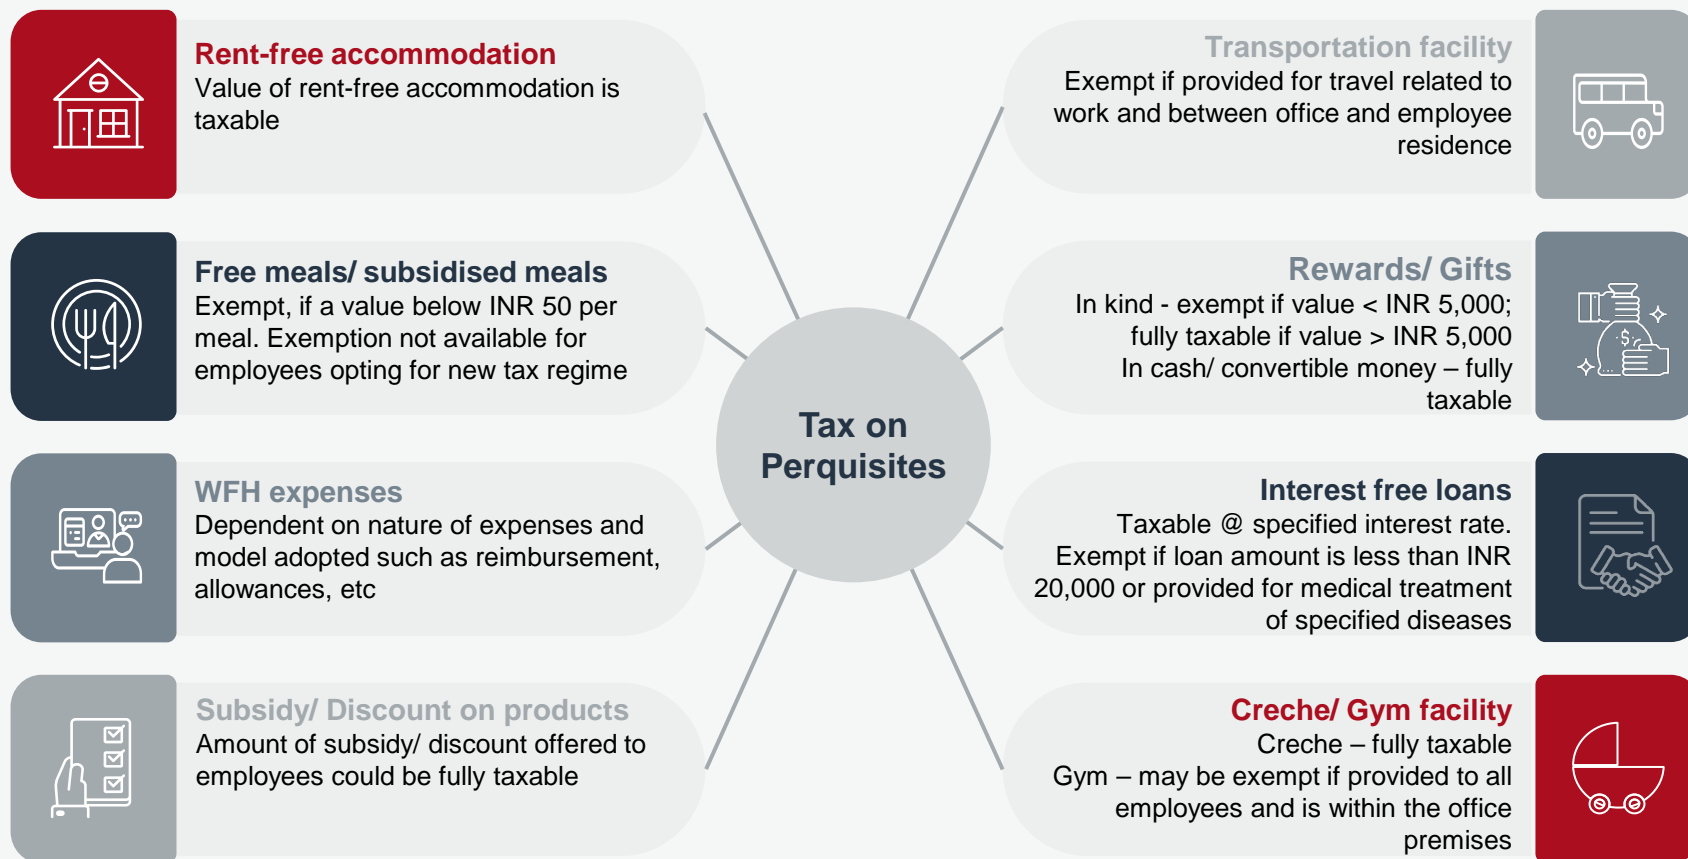 Rent-free accommodation
Value of rent-free accommodation is
taxable
Free meals/ subsidised meals
Exempt, if a value below INR 50 per
meal. Exemption not available for
employees opting for new tax regime
WFH expenses
Dependent on nature of expenses and
model adopted such as reimbursement,
allowances, etc
Subsidy/ Discount on products
Amount of subsidy/ discount offered to
employees could be fully taxable
Tax on
Perquisites
Transportation facility
Exempt if provided for travel related to
work and between office and employee
residence
Rewards/ Gifts
In kind - exempt if value < INR 5,000;
fully taxable if value > INR 5,000
In cash/ convertible money – fully
taxable
$
Interest free loans
Taxable @ specified interest rate.
Exempt if loan amount is less than INR
20,000 or provided for medical treatment
of specified diseases
Creche/ Gym facility
Creche – fully taxable
Gym – may be exempt if provided to all
employees and is within the office
premises